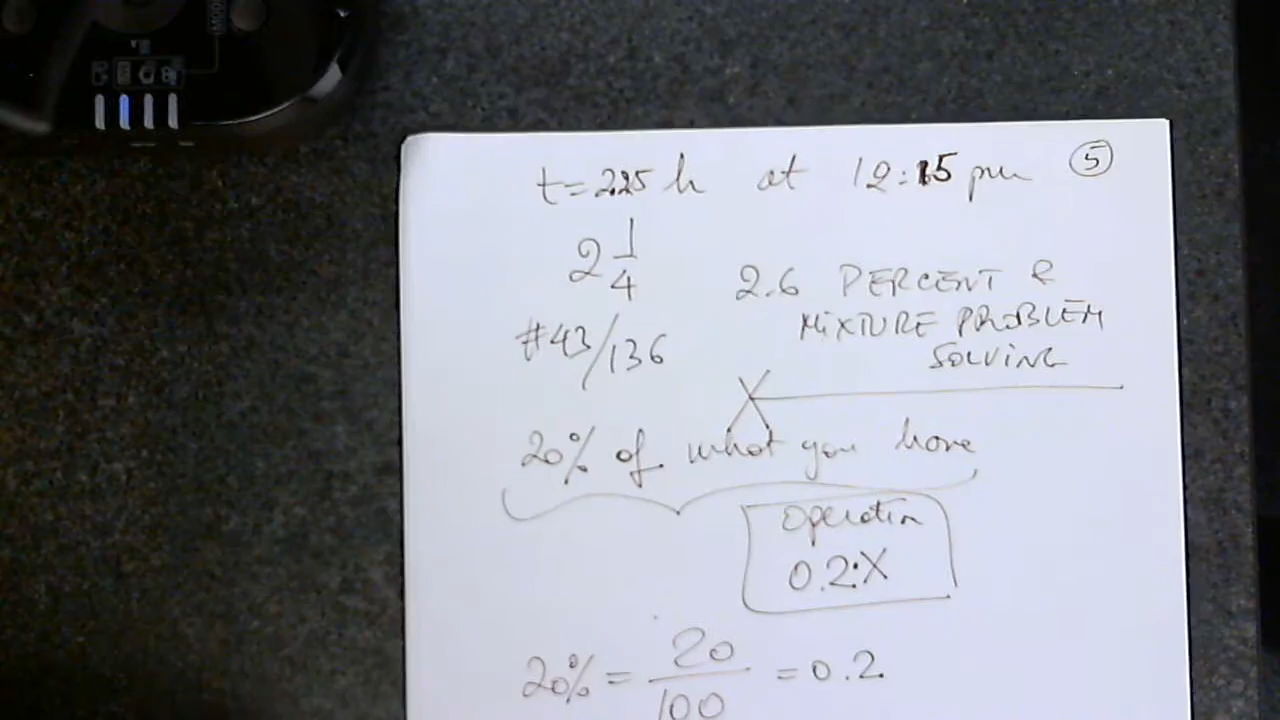 t=2.25 h at 12:15 pm ⑤
2 1/4
2.6 PERCENT &
MIXTURE PROBLEM
SOLVING
#43/136
X
20% of what you have
Operation
0.2·X
20% = 20/100 = 0.2